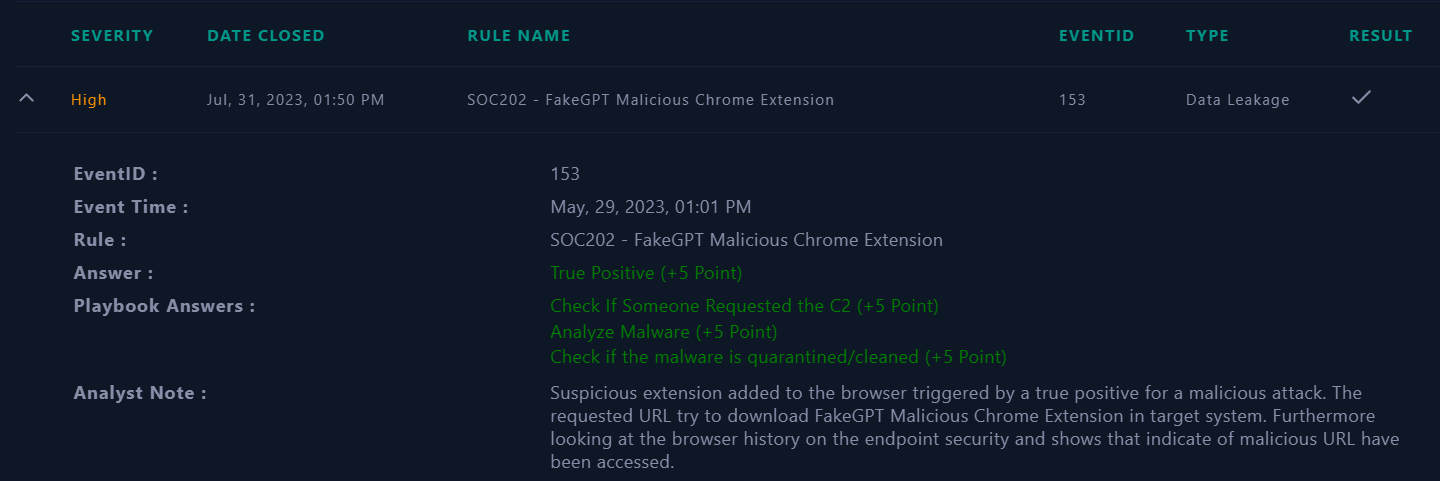 SEVERITY DATE CLOSED RULE NAME EVENTID TYPE RESULT
High Jul, 31, 2023, 01:50 PM SOC202 - FakeGPT Malicious Chrome Extension 153 Data Leakage
EventID : 153
Event Time : May, 29, 2023, 01:01 PM
Rule : SOC202 - FakeGPT Malicious Chrome Extension
Answer : True Positive (+5 Point)
Playbook Answers : Check If Someone Requested the C2 (+5 Point)
Analyze Malware (+5 Point)
Check if the malware is quarantined/cleaned (+5 Point)
Analyst Note : Suspicious extension added to the browser triggered by a true positive for a malicious attack. The
requested URL try to download FakeGPT Malicious Chrome Extension in target system. Furthermore
looking at the browser history on the endpoint security and shows that indicate of malicious URL have
been accessed.